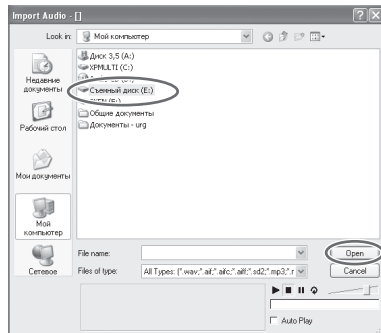 Import Audio - []
Look in:
Мой компьютер
Недавние
документы
Рабочий стол
Мои документы
Мой
компьютер
Сетевое
Диск 3,5 (A:)
XPMULTI (C:)
Съемный диск (E:)
Общие документы
Документы - urg
File name:
Open
Files of type:
All Types: (*.wav;*.aif;*.aifc;*.aiff;*.sd2;*.mp3;*.r
Cancel
Auto Play